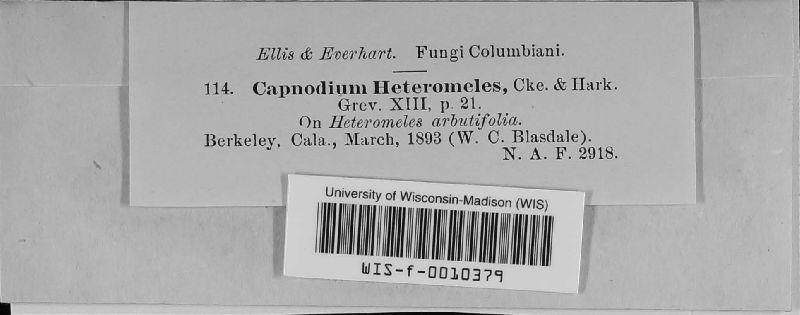 Ellis & Everhart. Fungi Columbiani.
114. Capnodium Heteromeles, Cke. & Hark.
Grev. XIII, p. 21.
On Heteromeles arbutifolia.
Berkeley, Cala., March, 1893 (W. C. Blasdale).
N. A. F. 2918.
University of Wisconsin-Madison (WIS)
WIS-f-0010379